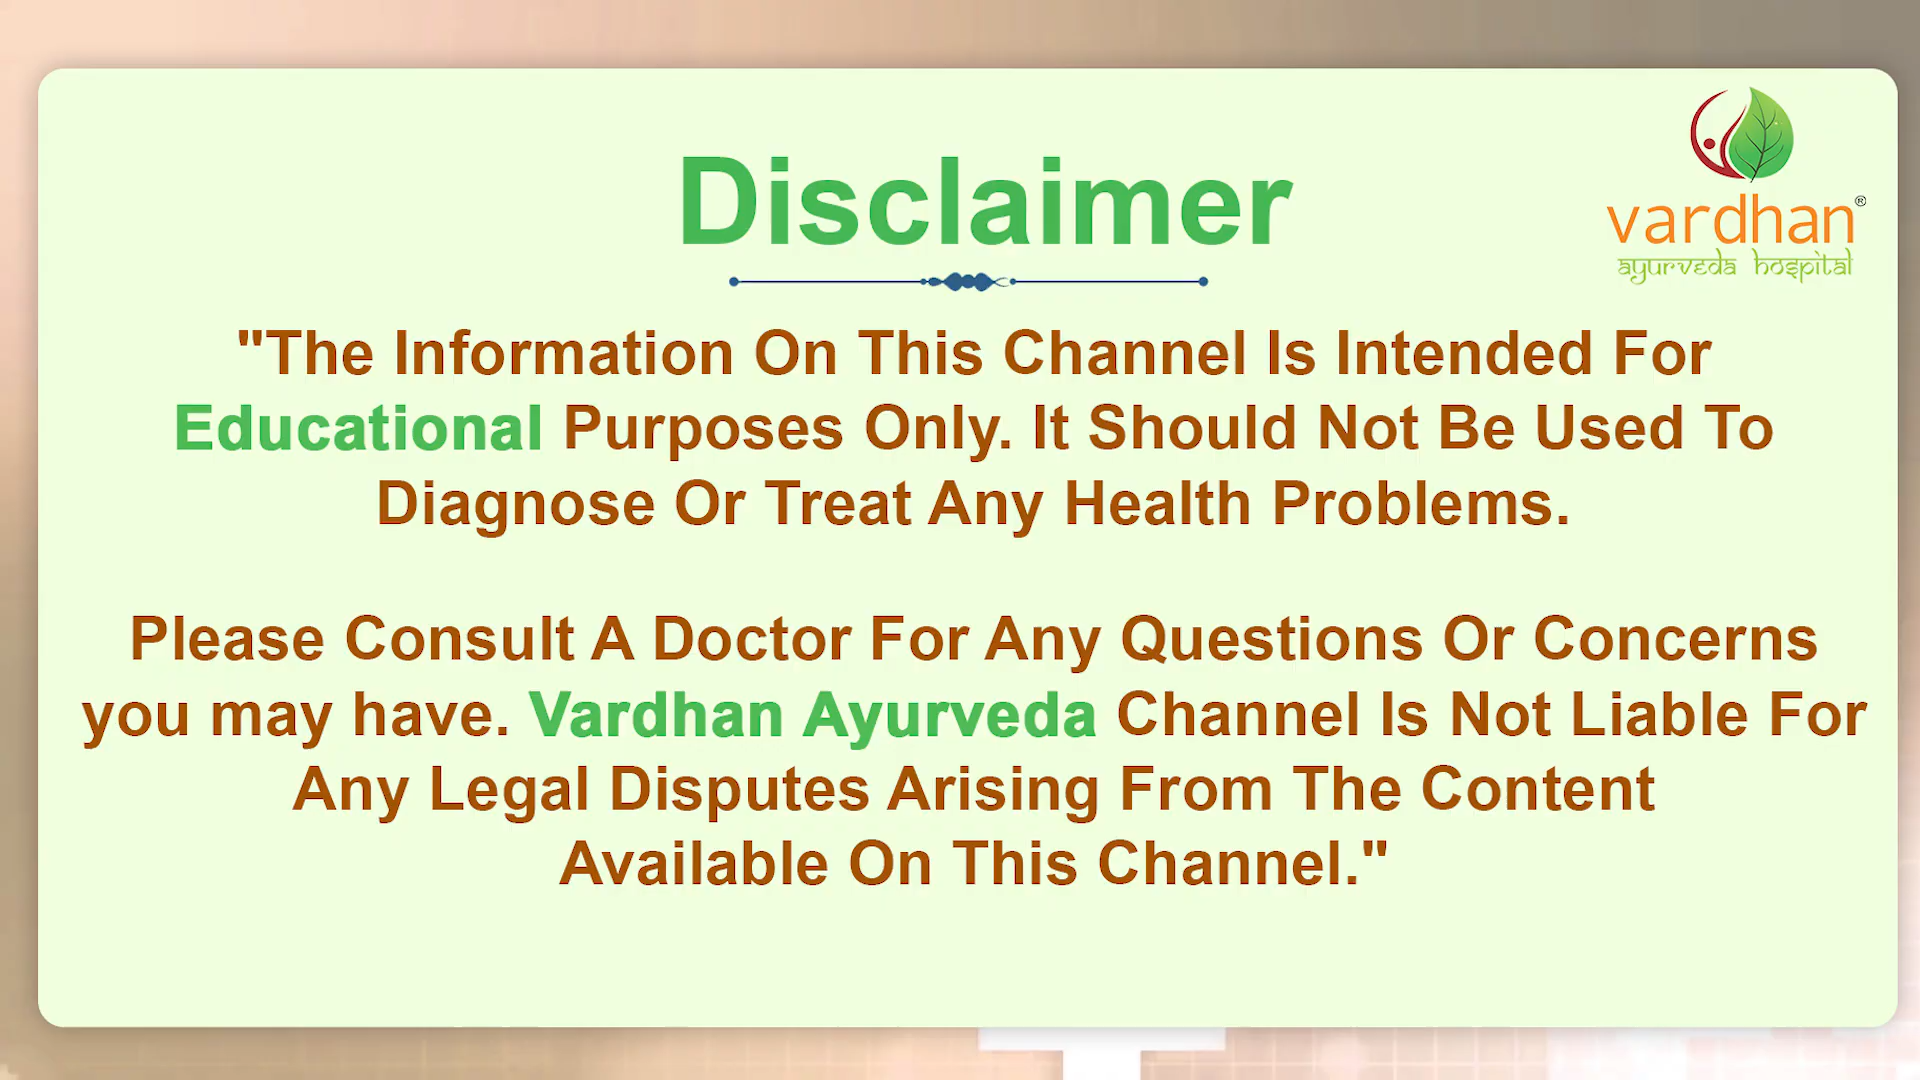 vardhan®
ayurveda hospital
Disclaimer
"The Information On This Channel Is Intended For
Educational Purposes Only. It Should Not Be Used To
Diagnose Or Treat Any Health Problems.
Please Consult A Doctor For Any Questions Or Concerns
you may have. Vardhan Ayurveda Channel Is Not Liable For
Any Legal Disputes Arising From The Content
Available On This Channel."